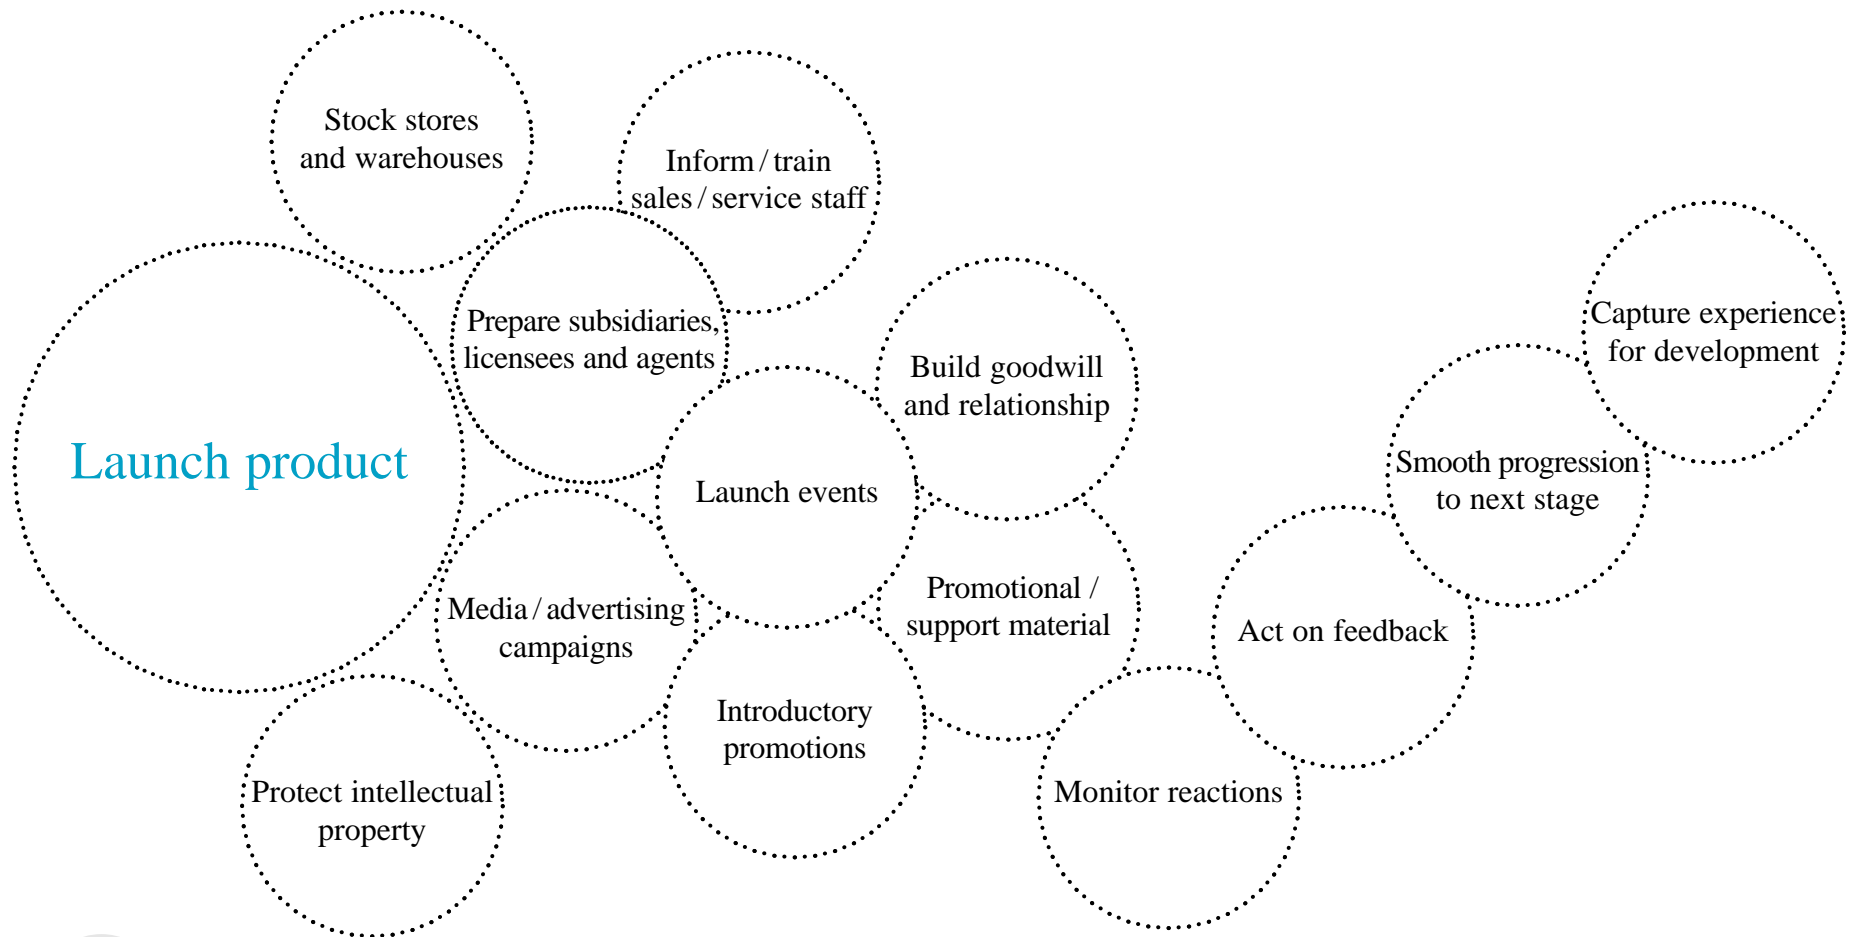 Stock stores
and warehouses
Inform / train
sales / service staff
Prepare subsidiaries,
licensees and agents
Launch product
Build goodwill
and relationship
Launch events
Capture experience
for development
Smooth progression
to next stage
Media / advertising
campaigns
Promotional /
support material
Act on feedback
Introductory
promotions
Protect intellectual
property
Monitor reactions